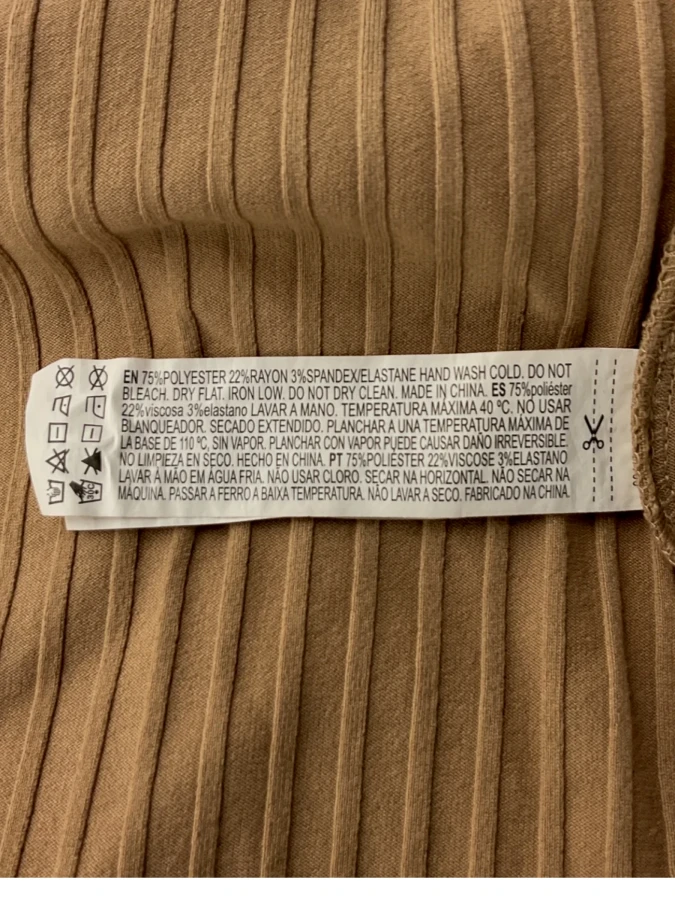 EN 75%POLYESTER 22%RAYON 3%SPANDEX/ELASTANE HAND WASH COLD. DO NOT
BLEACH. DRY FLAT. IRON LOW. DO NOT DRY CLEAN. MADE IN CHINA. ES 75%poliéster
22%viscosa 3%elastano LAVAR A MANO. TEMPERATURA MÁXIMA 40 ºC. NO USAR
BLANQUEADOR. SECADO EXTENDIDO. PLANCHAR A UNA TEMPERATURA MÁXIMA DE
LA BASE DE 110 ºC, SIN VAPOR. PLANCHAR CON VAPOR PUEDE CAUSAR DAÑO IRREVERSIBLE.
NO LIMPIEZA EN SECO. HECHO EN CHINA. PT 75%POLIÉSTER 22%VISCOSE 3%ELASTANO
LAVAR À MÃO EM ÁGUA FRIA. NÃO USAR CLORO. SECAR NA HORIZONTAL. NÃO SECAR NA
MÁQUINA. PASSAR A FERRO A BAIXA TEMPERATURA. NÃO LAVAR A SECO. FABRICADO NA CHINA.